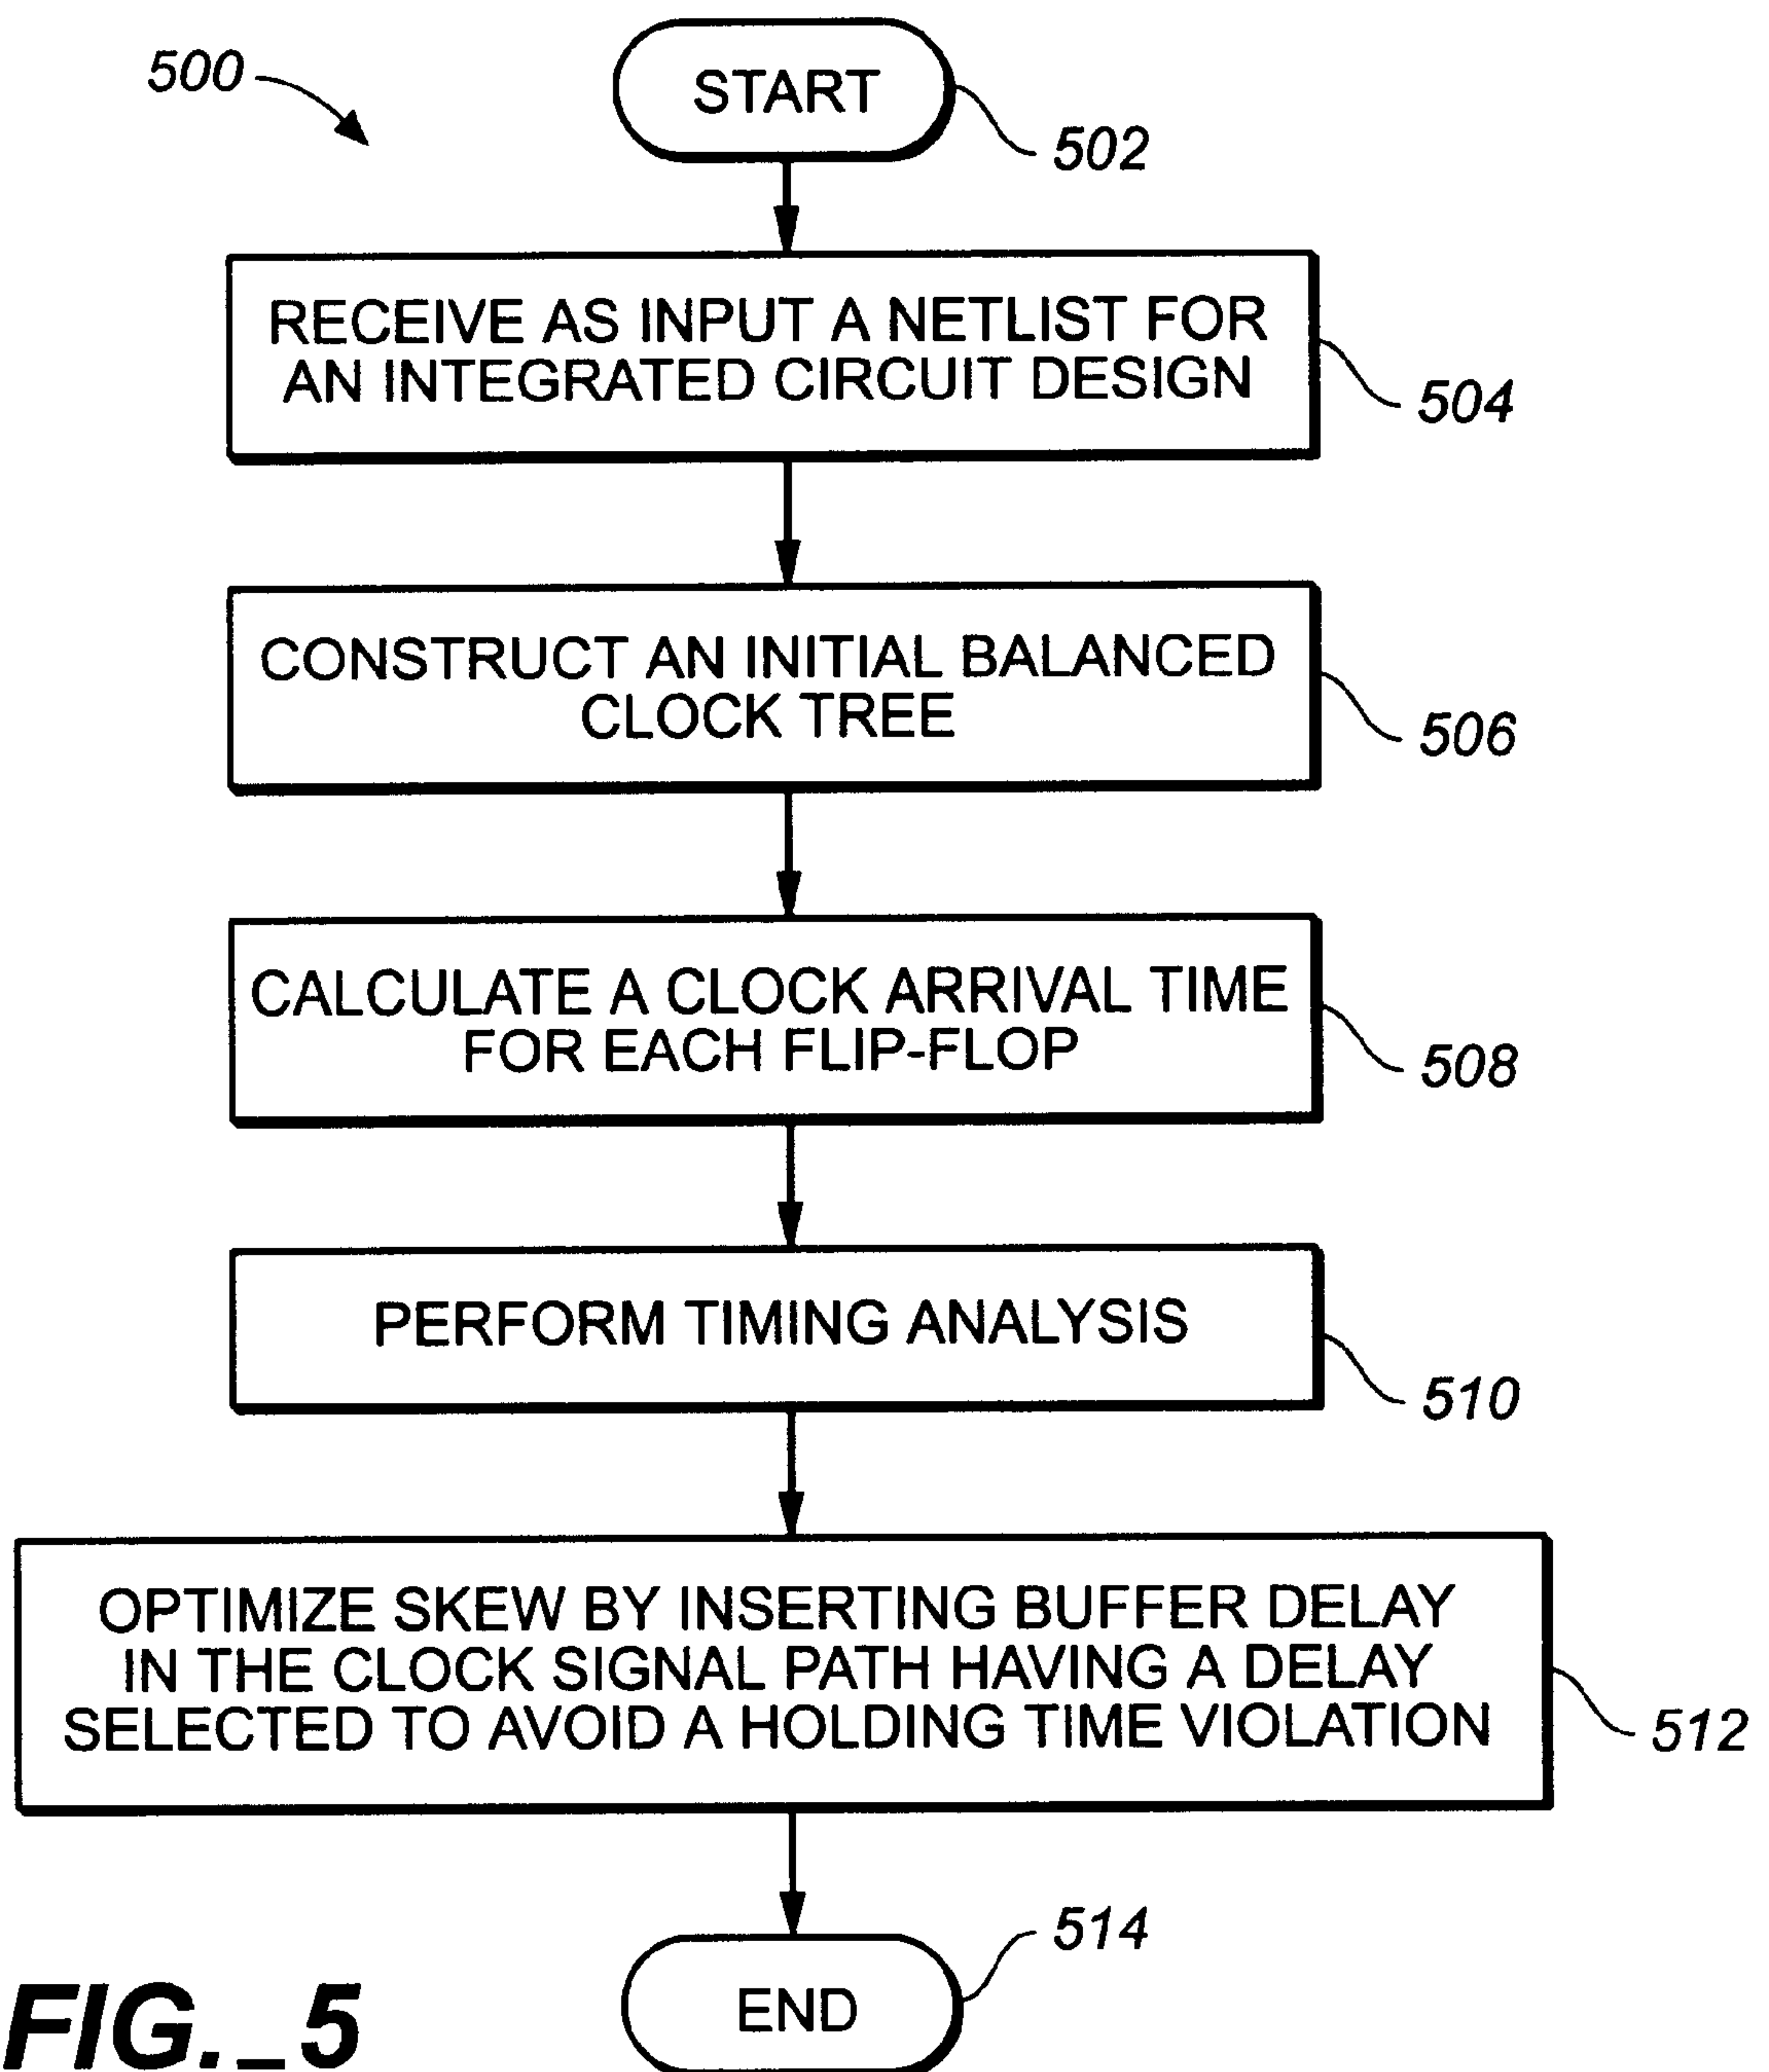 500
START
502
RECEIVE AS INPUT A NETLIST FOR
AN INTEGRATED CIRCUIT DESIGN
504
CONSTRUCT AN INITIAL BALANCED
CLOCK TREE
506
CALCULATE A CLOCK ARRIVAL TIME
FOR EACH FLIP-FLOP
508
PERFORM TIMING ANALYSIS
510
OPTIMIZE SKEW BY INSERTING BUFFER DELAY
IN THE CLOCK SIGNAL PATH HAVING A DELAY
SELECTED TO AVOID A HOLDING TIME VIOLATION
512
514
END
FIG._5